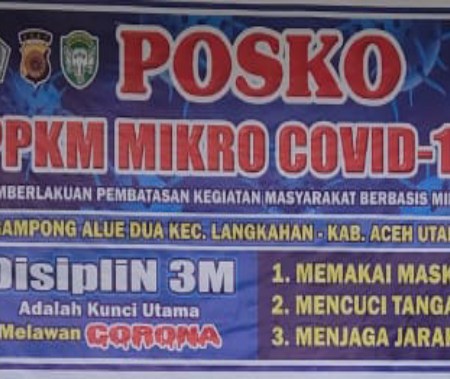 POSKO
PPKM MIKRO COVID-1
MBERLAKUAN PEMBATASAN KEGIATAN MASYARAKAT BERBASIS MI
GAMPONG ALUE DUA KEC. LANGKAHAN - KAB. ACEH UTA
DisipliN 3M
Adalah Kunci Utama
Melawan CORONA
1. MEMAKAI MASK
2. MENCUCI TANGA
3. MENJAGA JARA